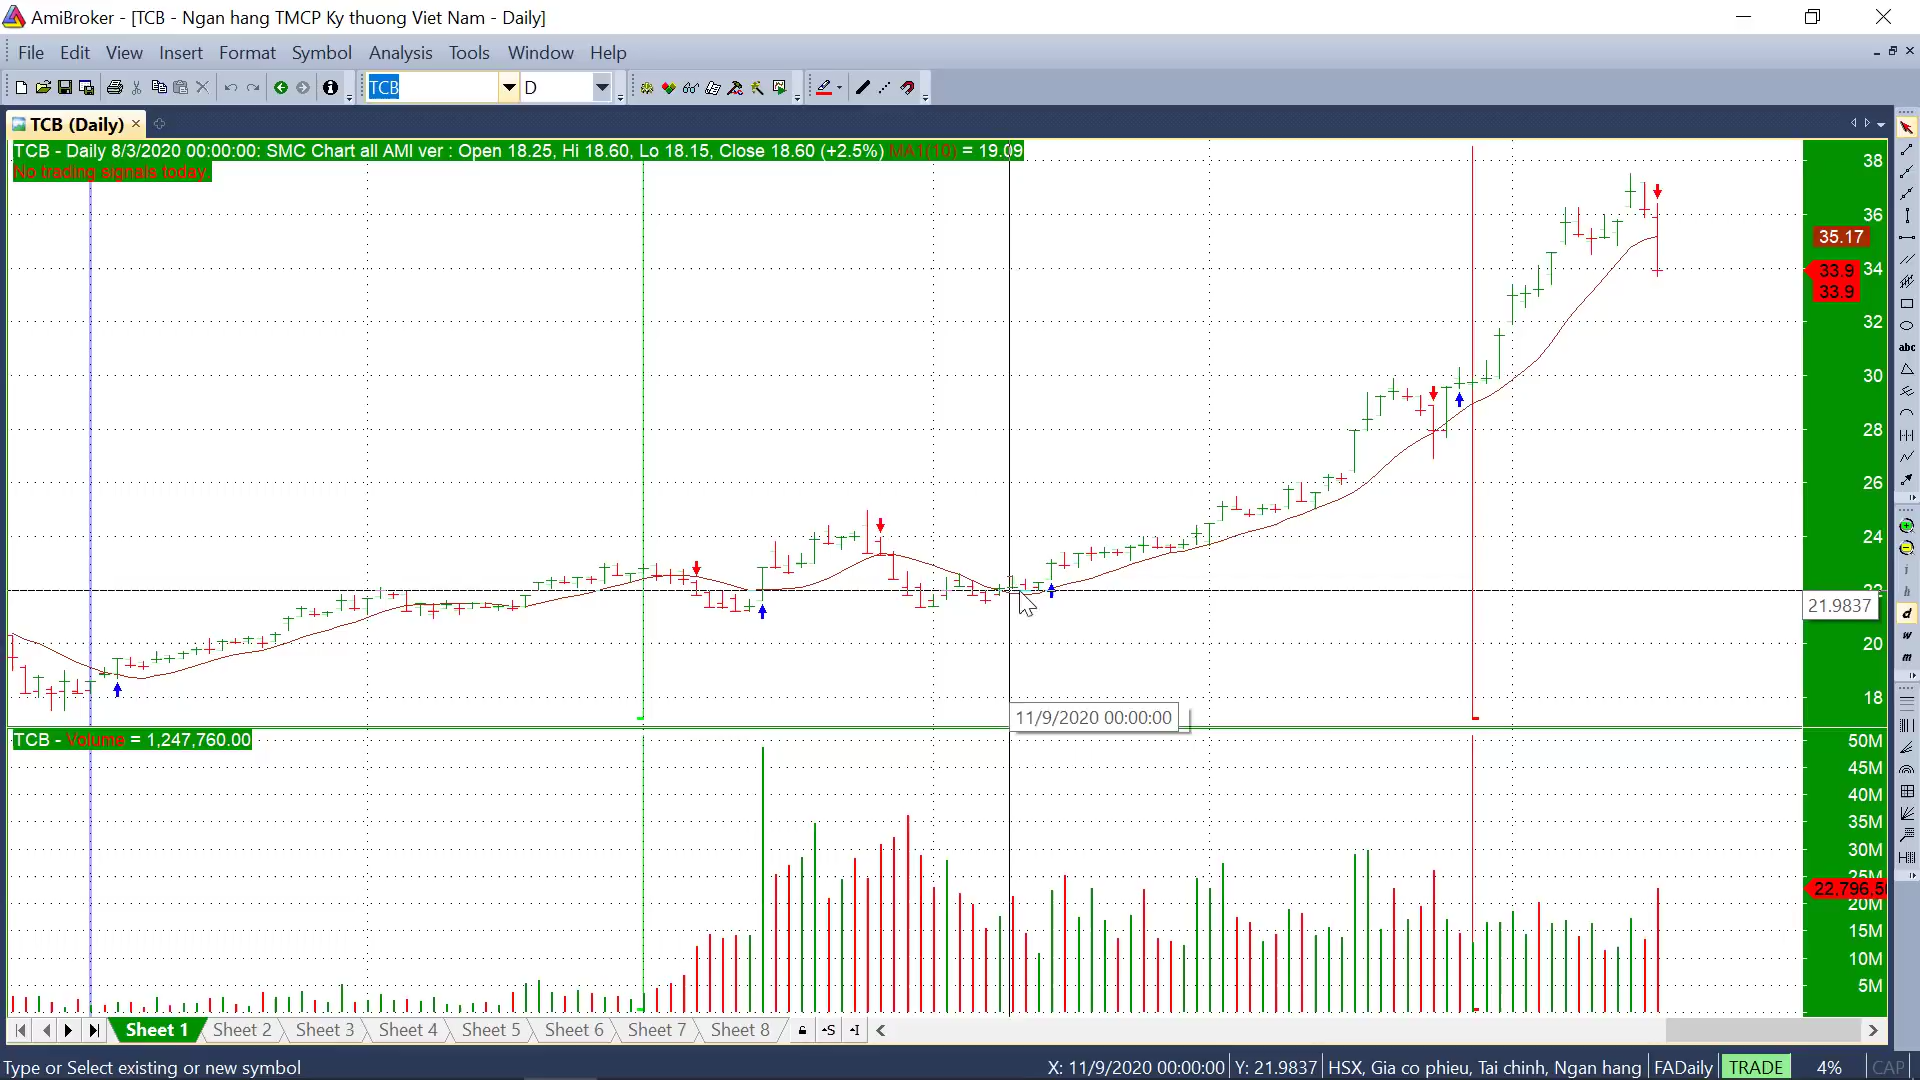 AmiBroker - [TCB - Ngan hang TMCP Ky thuong Viet Nam - Daily]
File Edit View Insert Format Symbol Analysis Tools Window Help
TCB D
TCB (Daily)
TCB - Daily 8/3/2020 00:00:00: SMC Chart all AMI ver : Open 18.25, Hi 18.60, Lo 18.15, Close 18.60 (+2.5%) MA1(10) = 19.09
No trading signals today.
38
36
35.17
34
33.9
33.9
32
30
abc
28
26
24
22
21.9837
20
18
d
w
m
i
h
11/9/2020 00:00:00
TCB - Volume = 1,247,760.00
50M
45M
40M
35M
30M
25M
22,796,5
20M
15M
10M
5M
Sheet 1 Sheet 2 Sheet 3 Sheet 4 Sheet 5 Sheet 6 Sheet 7 Sheet 8 S I
Type or Select existing or new symbol X: 11/9/2020 00:00:00 Y: 21.9837 HSX, Gia co phieu, Tai chinh, Ngan hang FADaily TRADE 4% CAP